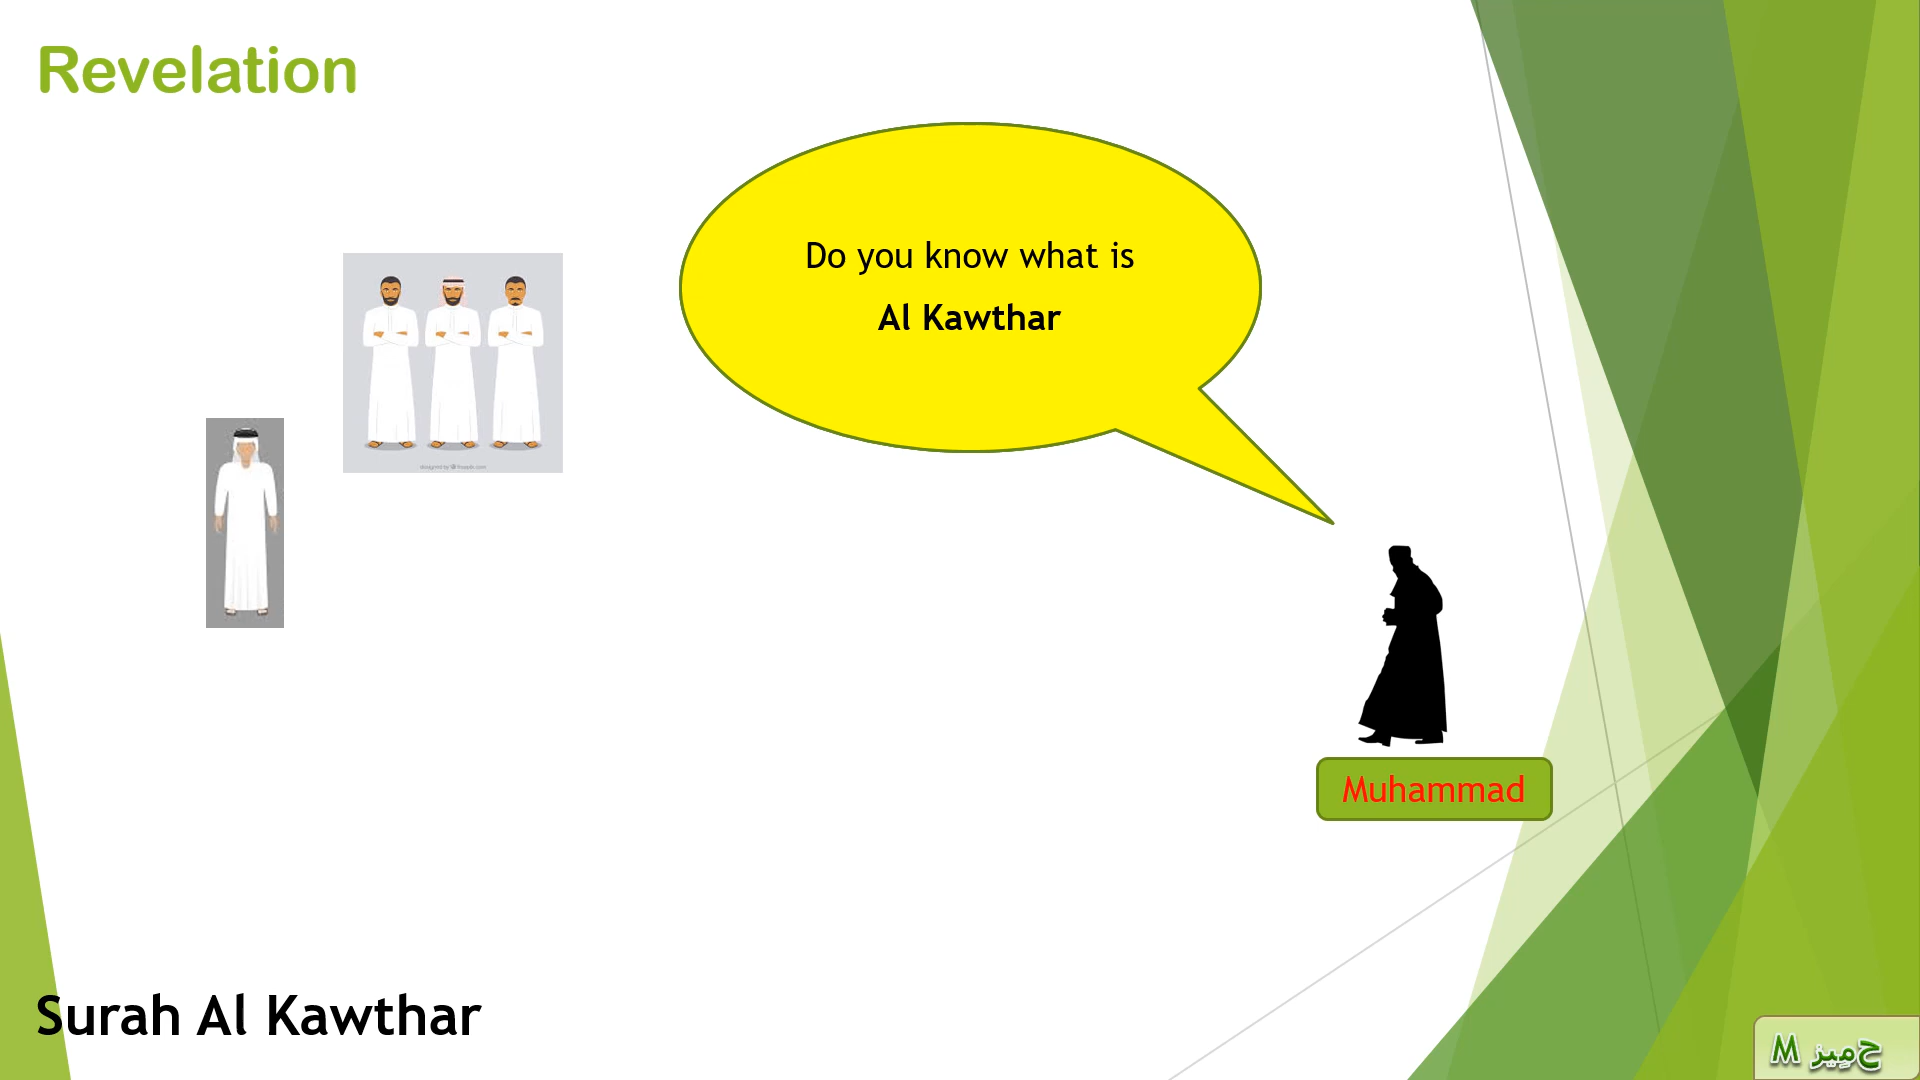 Revelation
Do you know what is
Al Kawthar
Muhammad
Surah Al Kawthar
حميز M